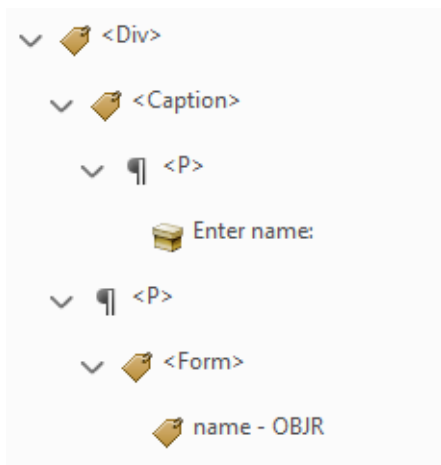 <Div>
<Caption>
<P>
Enter name:
<P>
<Form>
name - OBJR